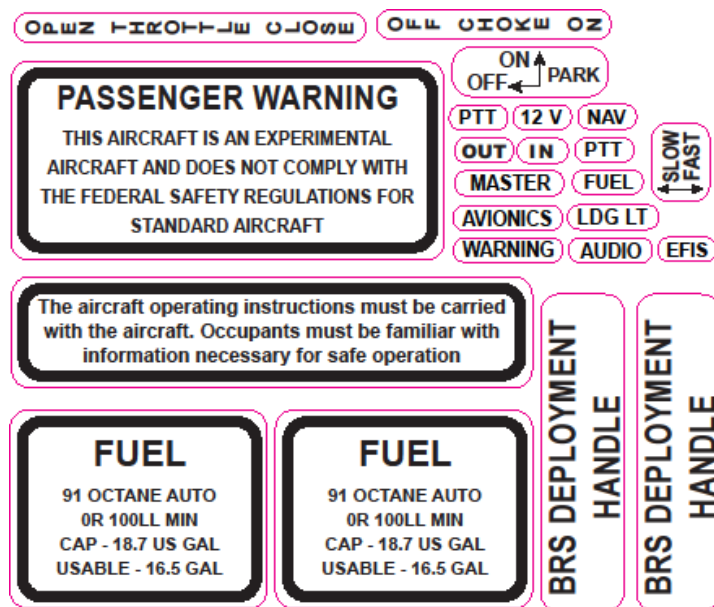 OPEN THROTTLE CLOSE
OFF CHOKE ON
ON
OFF PARK
PASSENGER WARNING
THIS AIRCRAFT IS AN EXPERIMENTAL
AIRCRAFT AND DOES NOT COMPLY WITH
THE FEDERAL SAFETY REGULATIONS FOR
STANDARD AIRCRAFT
PTT 12 V NAV
OUT IN PTT
SLOW
FAST
MASTER FUEL
AVIONICS LDG LT
WARNING AUDIO EFIS
The aircraft operating instructions must be carried
with the aircraft. Occupants must be familiar with
information necessary for safe operation
FUEL
91 OCTANE AUTO
0R 100LL MIN
CAP - 18.7 US GAL
USABLE - 16.5 GAL
FUEL
91 OCTANE AUTO
0R 100LL MIN
CAP - 18.7 US GAL
USABLE - 16.5 GAL
BRS DEPLOYMENT
HANDLE
BRS DEPLOYMENT
HANDLE